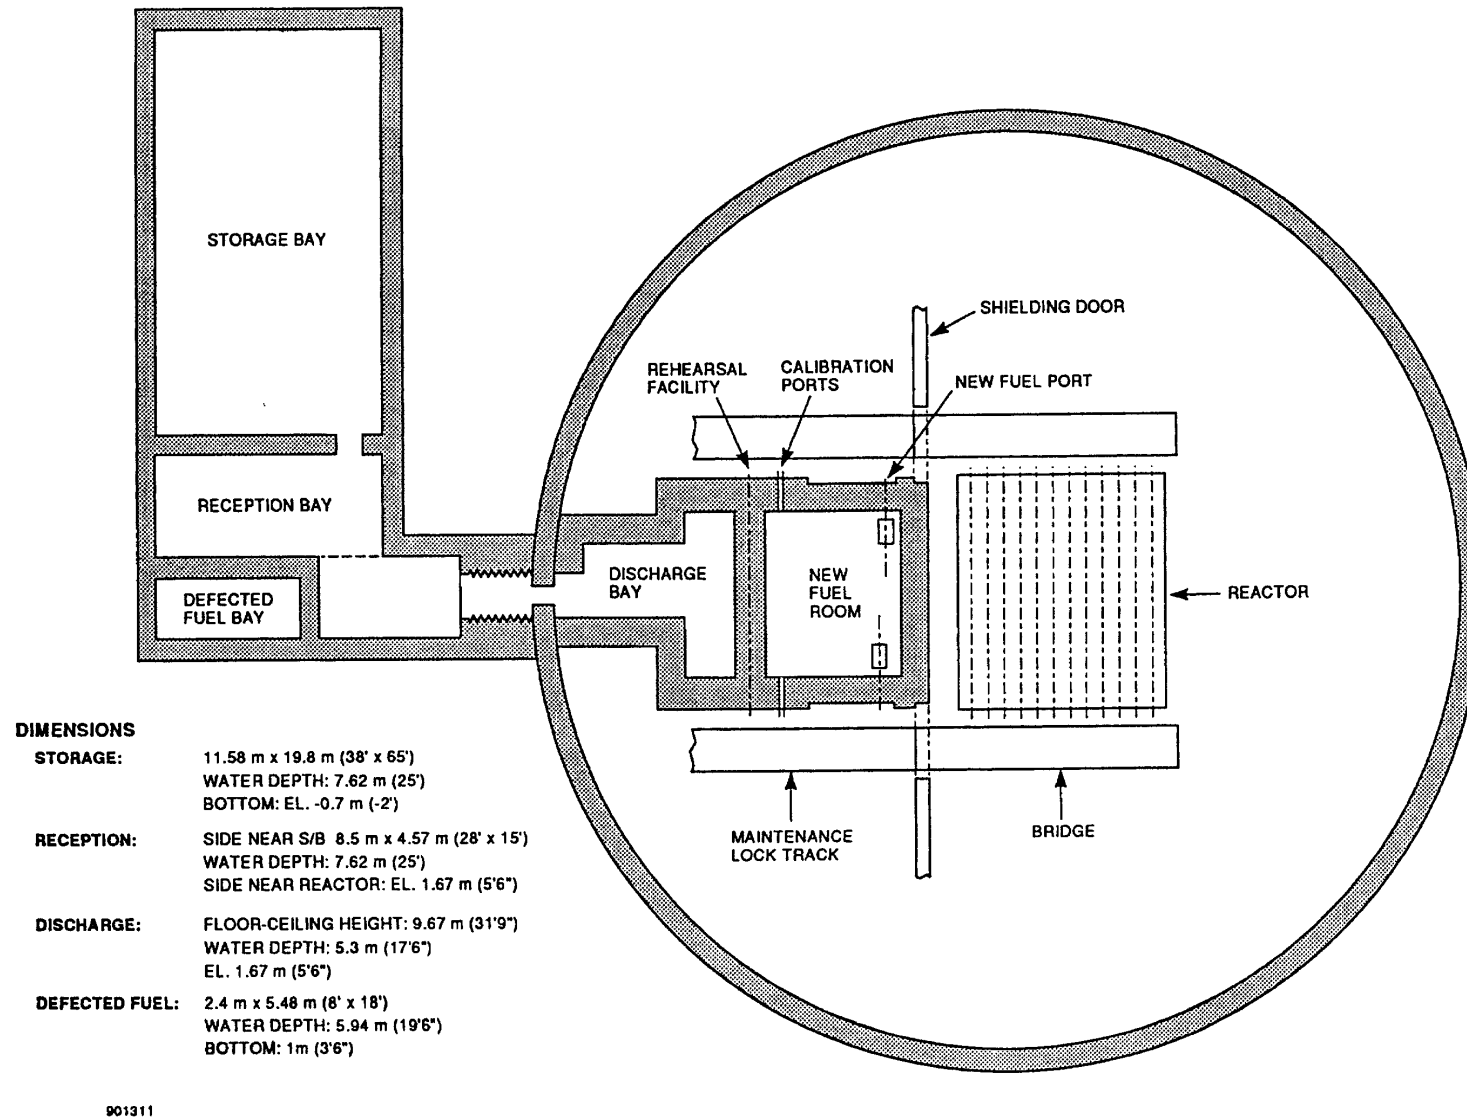 STORAGE BAY
SHIELDING DOOR
REHEARSAL
FACILITY
CALIBRATION
PORTS
NEW FUEL PORT
RECEPTION BAY
DISCHARGE
BAY
NEW
FUEL
ROOM
DEFECTED
FUEL BAY
REACTOR
MAINTENANCE
LOCK TRACK
BRIDGE
DIMENSIONS
STORAGE: 11.58 m x 19.8 m (38' x 65')
WATER DEPTH: 7.62 m (25')
BOTTOM: EL. -0.7 m (-2')
RECEPTION: SIDE NEAR S/B 8.5 m x 4.57 m (28' x 15')
WATER DEPTH: 7.62 m (25')
SIDE NEAR REACTOR: EL. 1.67 m (5'6")
DISCHARGE: FLOOR-CEILING HEIGHT: 9.67 m (31'9")
WATER DEPTH: 5.3 m (17'6")
EL. 1.67 m (5'6")
DEFECTED FUEL: 2.4 m x 5.48 m (8' x 18')
WATER DEPTH: 5.94 m (19'6")
BOTTOM: 1m (3'6")
901311